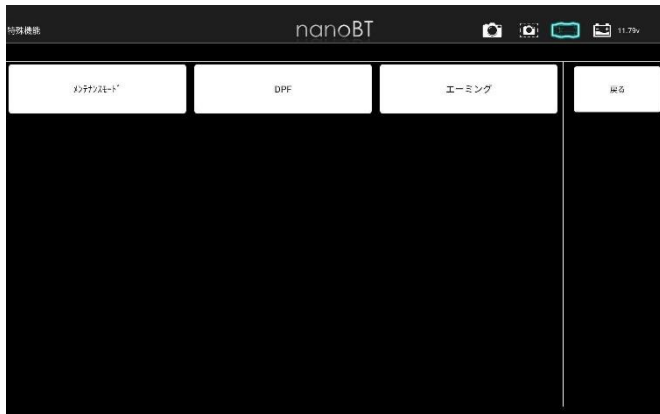 特殊機能
nanoBT
11.79v
ﾒﾝﾃﾅﾝｽﾓｰﾄﾞ
DPF
エーミング
戻る